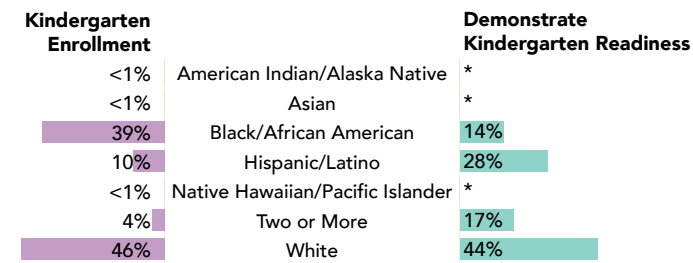 Kindergarten
Enrollment
Demonstrate
Kindergarten Readiness
<1% American Indian/Alaska Native *
<1% Asian *
39% Black/African American 14%
10% Hispanic/Latino 28%
<1% Native Hawaiian/Pacific Islander *
4% Two or More 17%
46% White 44%